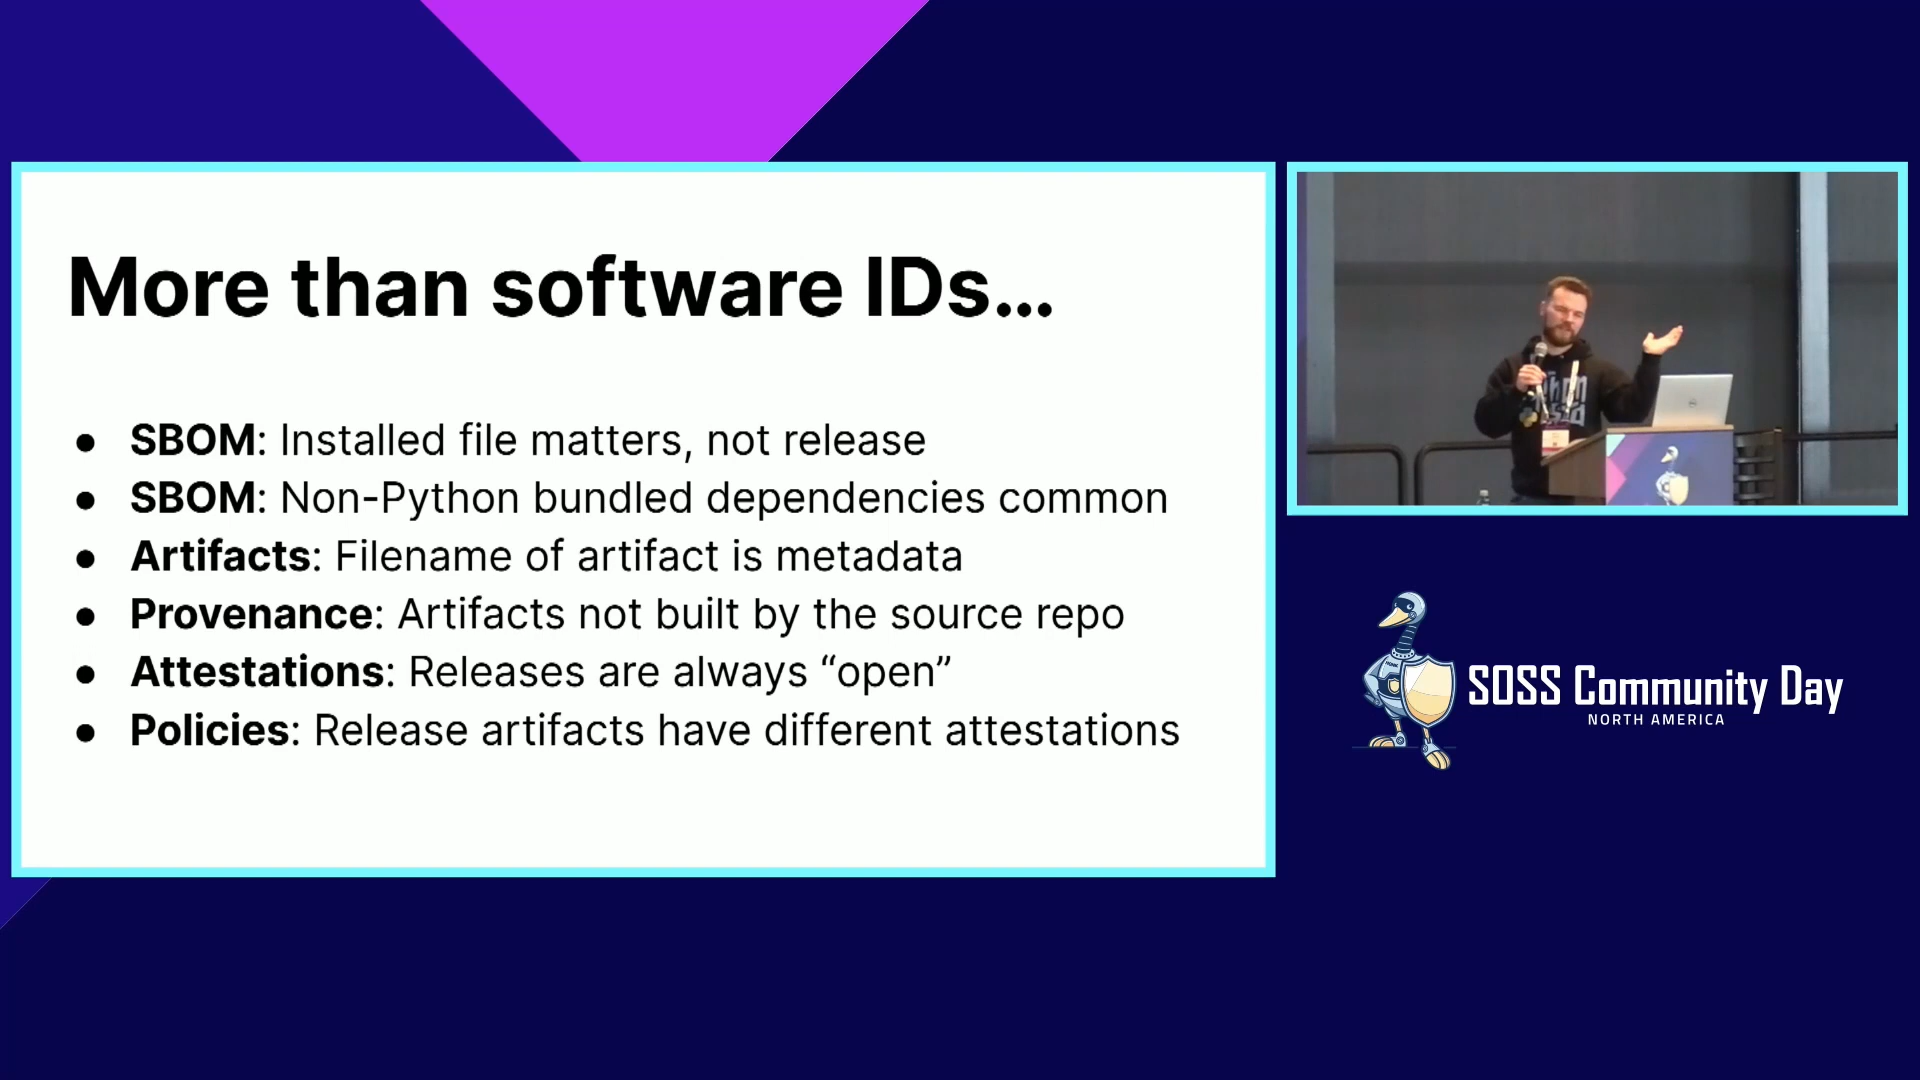 More than software IDs...
● SBOM: Installed file matters, not release
● SBOM: Non-Python bundled dependencies common
● Artifacts: Filename of artifact is metadata
● Provenance: Artifacts not built by the source repo
● Attestations: Releases are always “open”
● Policies: Release artifacts have different attestations
SOSS Community Day
NORTH AMERICA